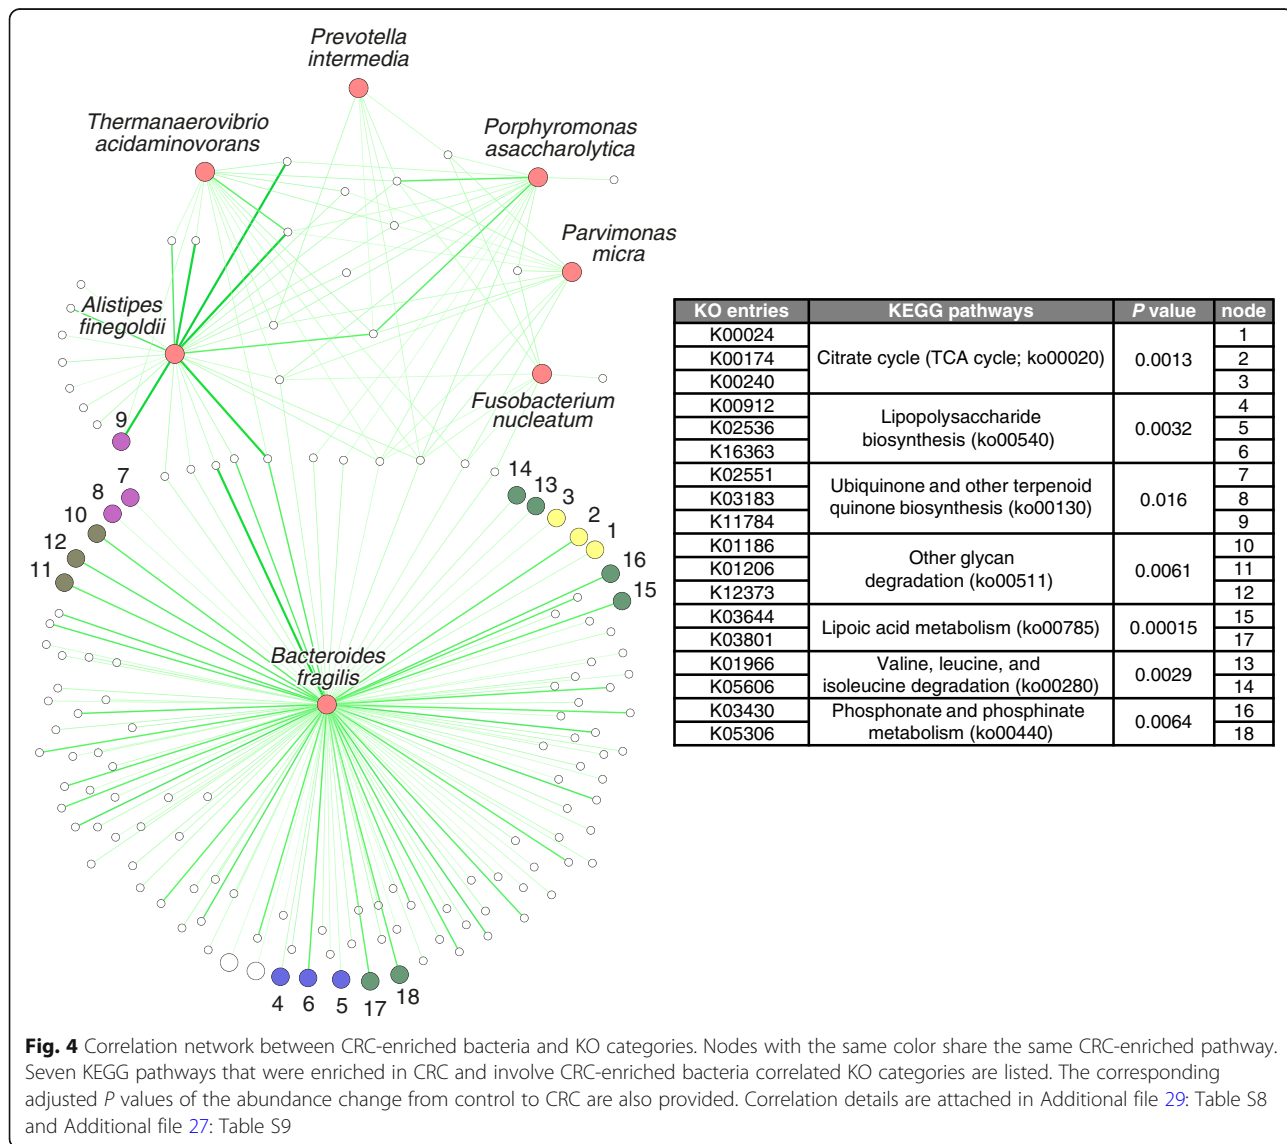 Prevotella
intermedia
Thermanaerovibrio
acidaminovorans
Porphyromonas
asaccharolytica
Parvimonas
micra
Alistipes
finegoldii
Fusobacterium
nucleatum
9
7
8
10
12
11
14
13
3
2
1
16
15
Bacteroides
fragilis
4
6
5
17
18
KO entries KEGG pathways P value node
K00024 1
K00174 Citrate cycle (TCA cycle; ko00020) 0.0013 2
K00240 3
K00912 4
K02536 Lipopolysaccharide
biosynthesis (ko00540) 0.0032 5
K16363 6
K02551 7
K03183 Ubiquinone and other terpenoid
quinone biosynthesis (ko00130) 0.016 8
K11784 9
K01186 10
K01206 Other glycan
degradation (ko00511) 0.0061 11
K12373 12
K03644 15
Lipoic acid metabolism (ko00785) 0.00015
K03801 17
K01966 Valine, leucine, and 13
0.0029
K05606 isoleucine degradation (ko00280) 14
K03430 Phosphonate and phosphinate 16
0.0064
K05306 metabolism (ko00440) 18
Fig. 4 Correlation network between CRC-enriched bacteria and KO categories. Nodes with the same color share the same CRC-enriched pathway.
Seven KEGG pathways that were enriched in CRC and involve CRC-enriched bacteria correlated KO categories are listed. The corresponding
adjusted P values of the abundance change from control to CRC are also provided. Correlation details are attached in Additional file 29: Table S8
and Additional file 27: Table S9